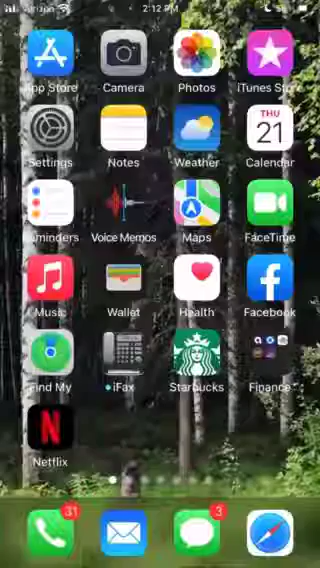 Verizon 2:12 PM
App Store Camera Photos iTunes Store
Settings Notes Weather THU 21 Calendar
Reminders Voice Memos Maps FaceTime
Music Wallet Health Facebook
Find My iFax Starbucks Finance
N Netflix
31 3